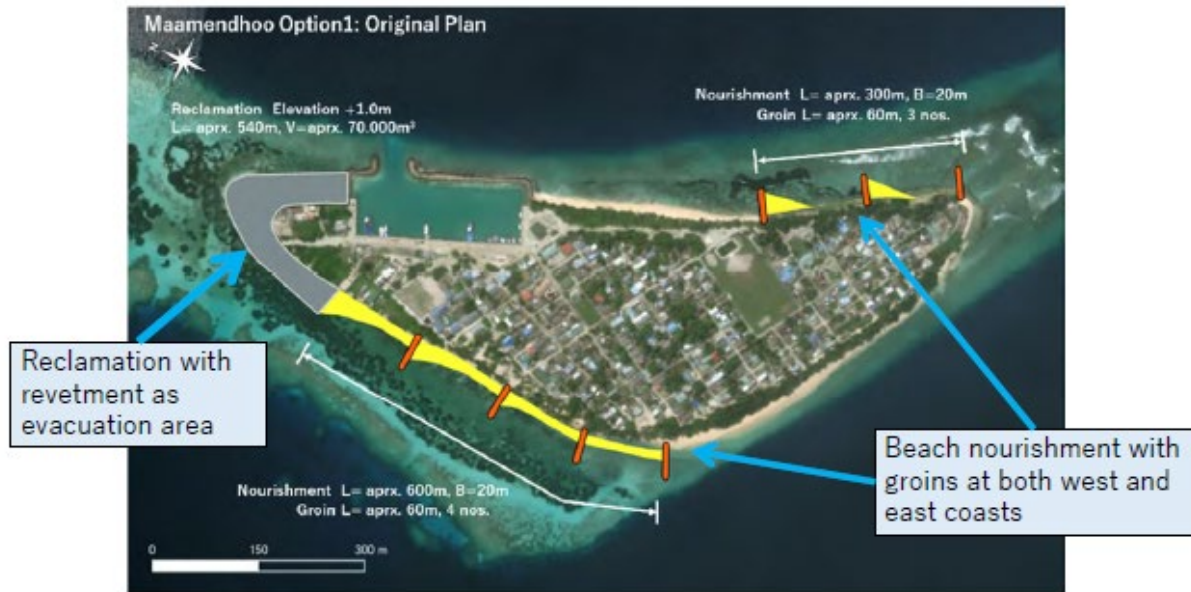 Maamendhoo Option1: Original Plan
N
Reclamation Elevation +1.0m
L= aprx. 540m, V=aprx. 70.000m³
Nourishment L= aprx. 300m, B=20m
Groin L= aprx. 60m, 3 nos.
Reclamation with
revetment as
evacuation area
Beach nourishment with
groins at both west and
east coasts
Nourishment L= aprx. 600m, B=20m
Groin L= aprx. 60m, 4 nos.
0 150 300 m